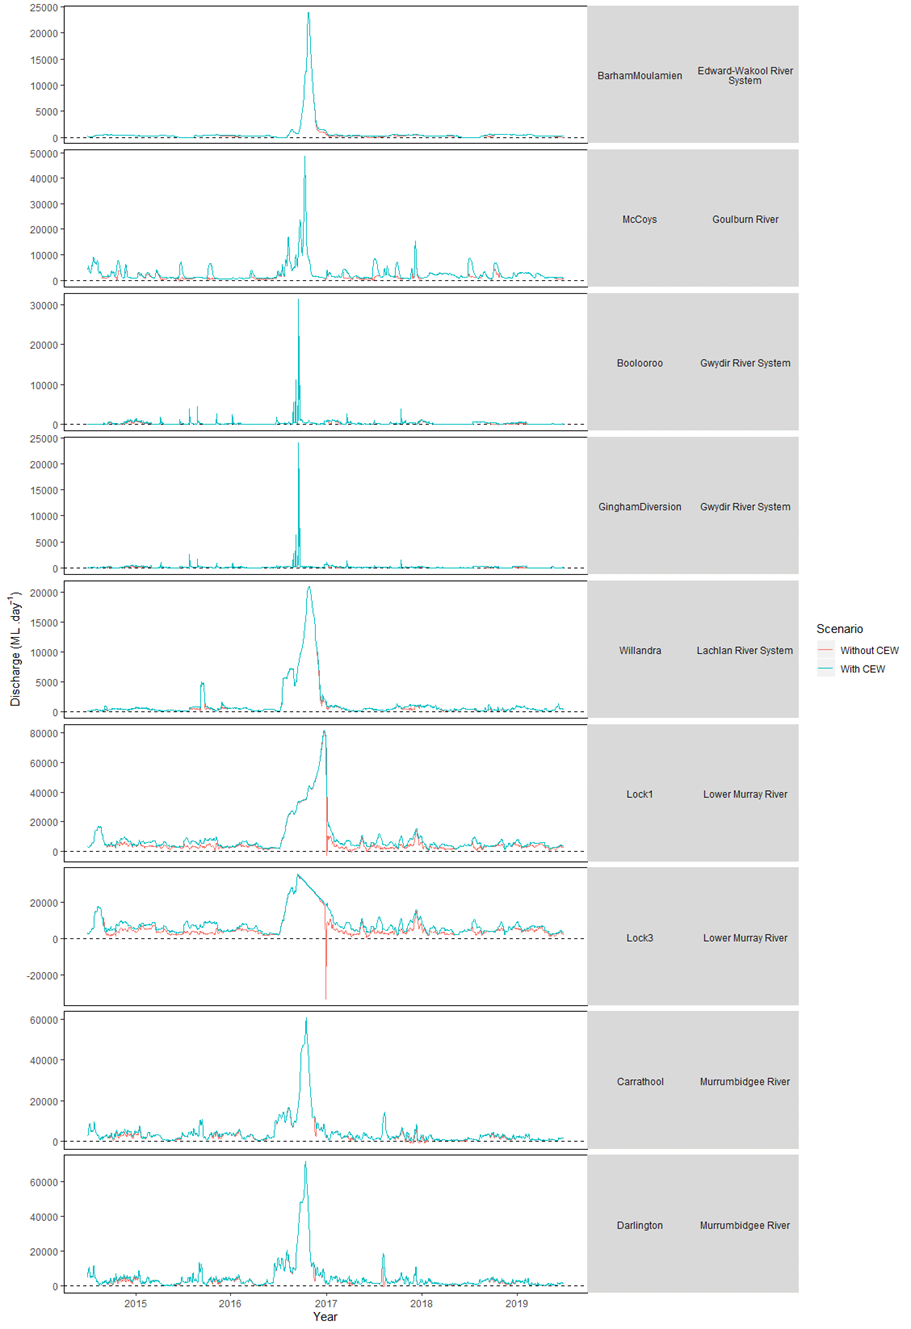 25000
20000
15000
10000
5000
0
BarhamMoulamien
Edward-Wakool River
System
50000
40000
30000
20000
10000
0
McCoys
Goulburn River
30000
20000
10000
0
Boolooroo
Gwydir River System
25000
20000
15000
10000
5000
0
GinghamDiversion
Gwydir River System
Discharge (ML .day⁻¹)
20000
15000
10000
5000
0
Willandra
Lachlan River System
Scenario
Without CEW
With CEW
80000
60000
40000
20000
0
Lock1
Lower Murray River
20000
0
-20000
Lock3
Lower Murray River
60000
40000
20000
0
Carrathool
Murrumbidgee River
60000
40000
20000
0
Darlington
Murrumbidgee River
2015
2016
2017
2018
2019
Year